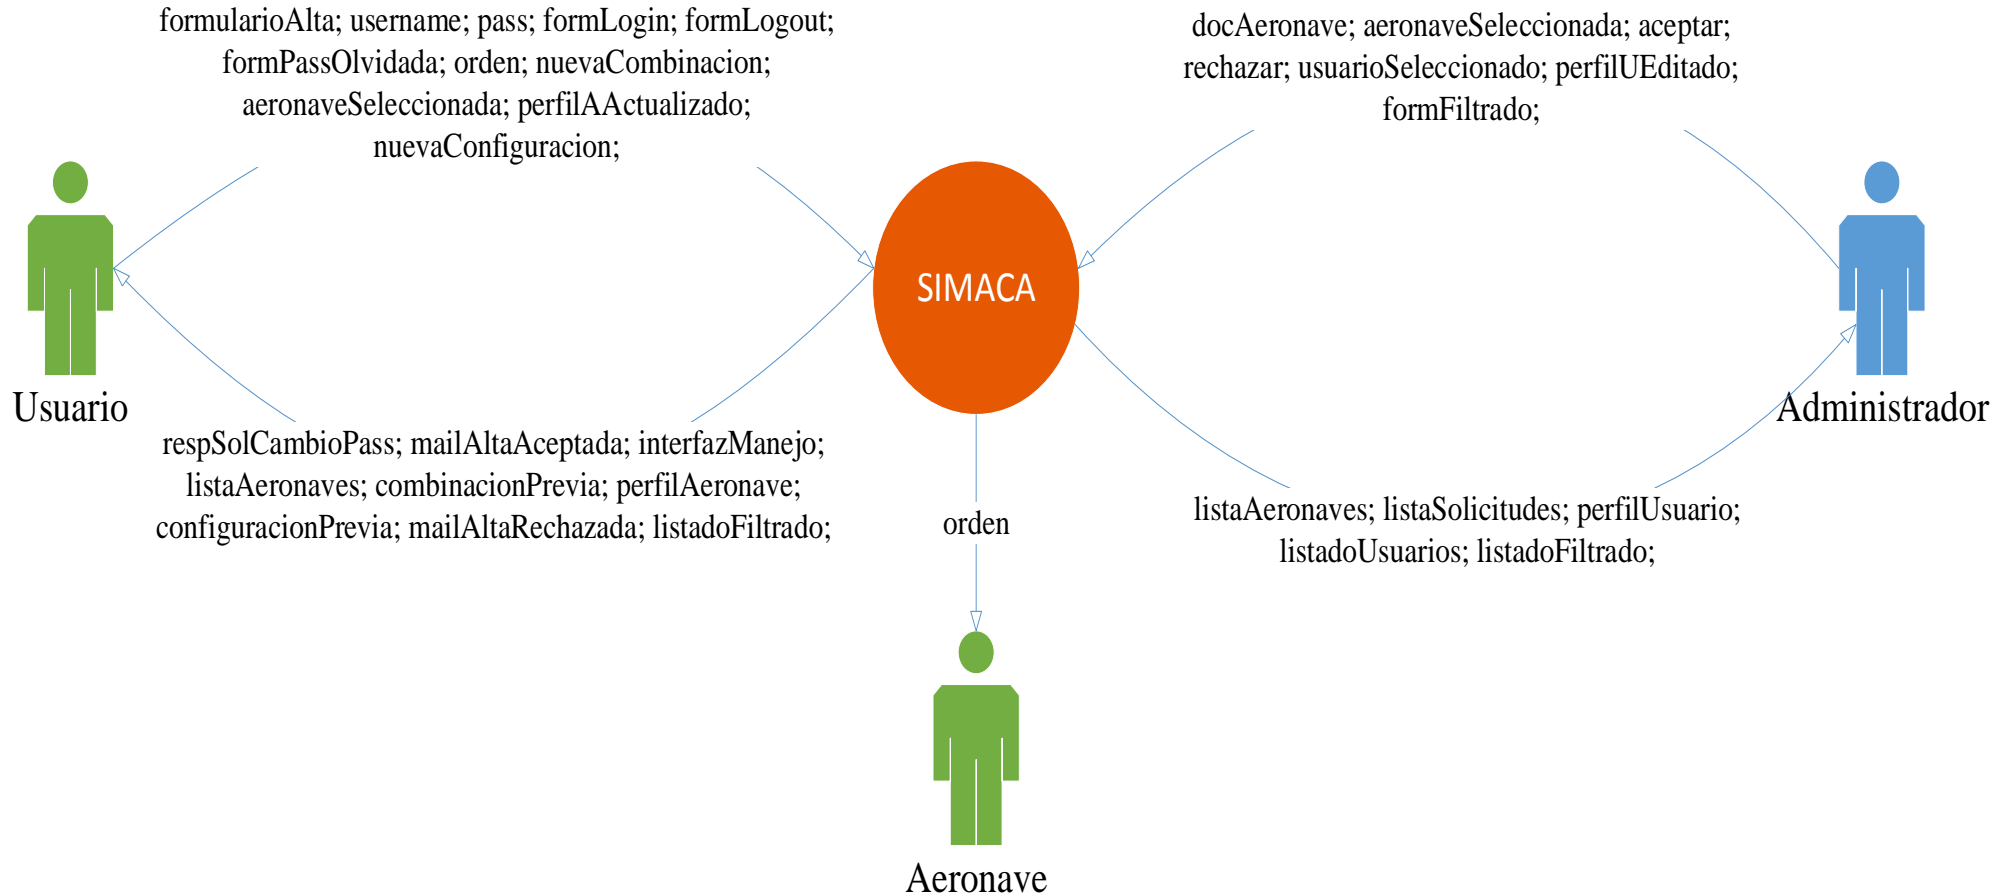 formularioAlta; username; pass; formLogin; formLogout;
formPassOlvidada; orden; nuevaCombinacion;
aeronaveSeleccionada; perfilAActualizado;
nuevaConfiguracion;
docAeronave; aeronaveSeleccionada; aceptar;
rechazar; usuarioSeleccionado; perfilUEditado;
formFiltrado;
SIMACA
Usuario
Administrador
respSolCambioPass; mailAltaAceptada; interfazManejo;
listaAeronaves; combinacionPrevia; perfilAeronave;
configuracionPrevia; mailAltaRechazada; listadoFiltrado;
orden
listaAeronaves; listaSolicitudes; perfilUsuario;
listadoUsuarios; listadoFiltrado;
Aeronave